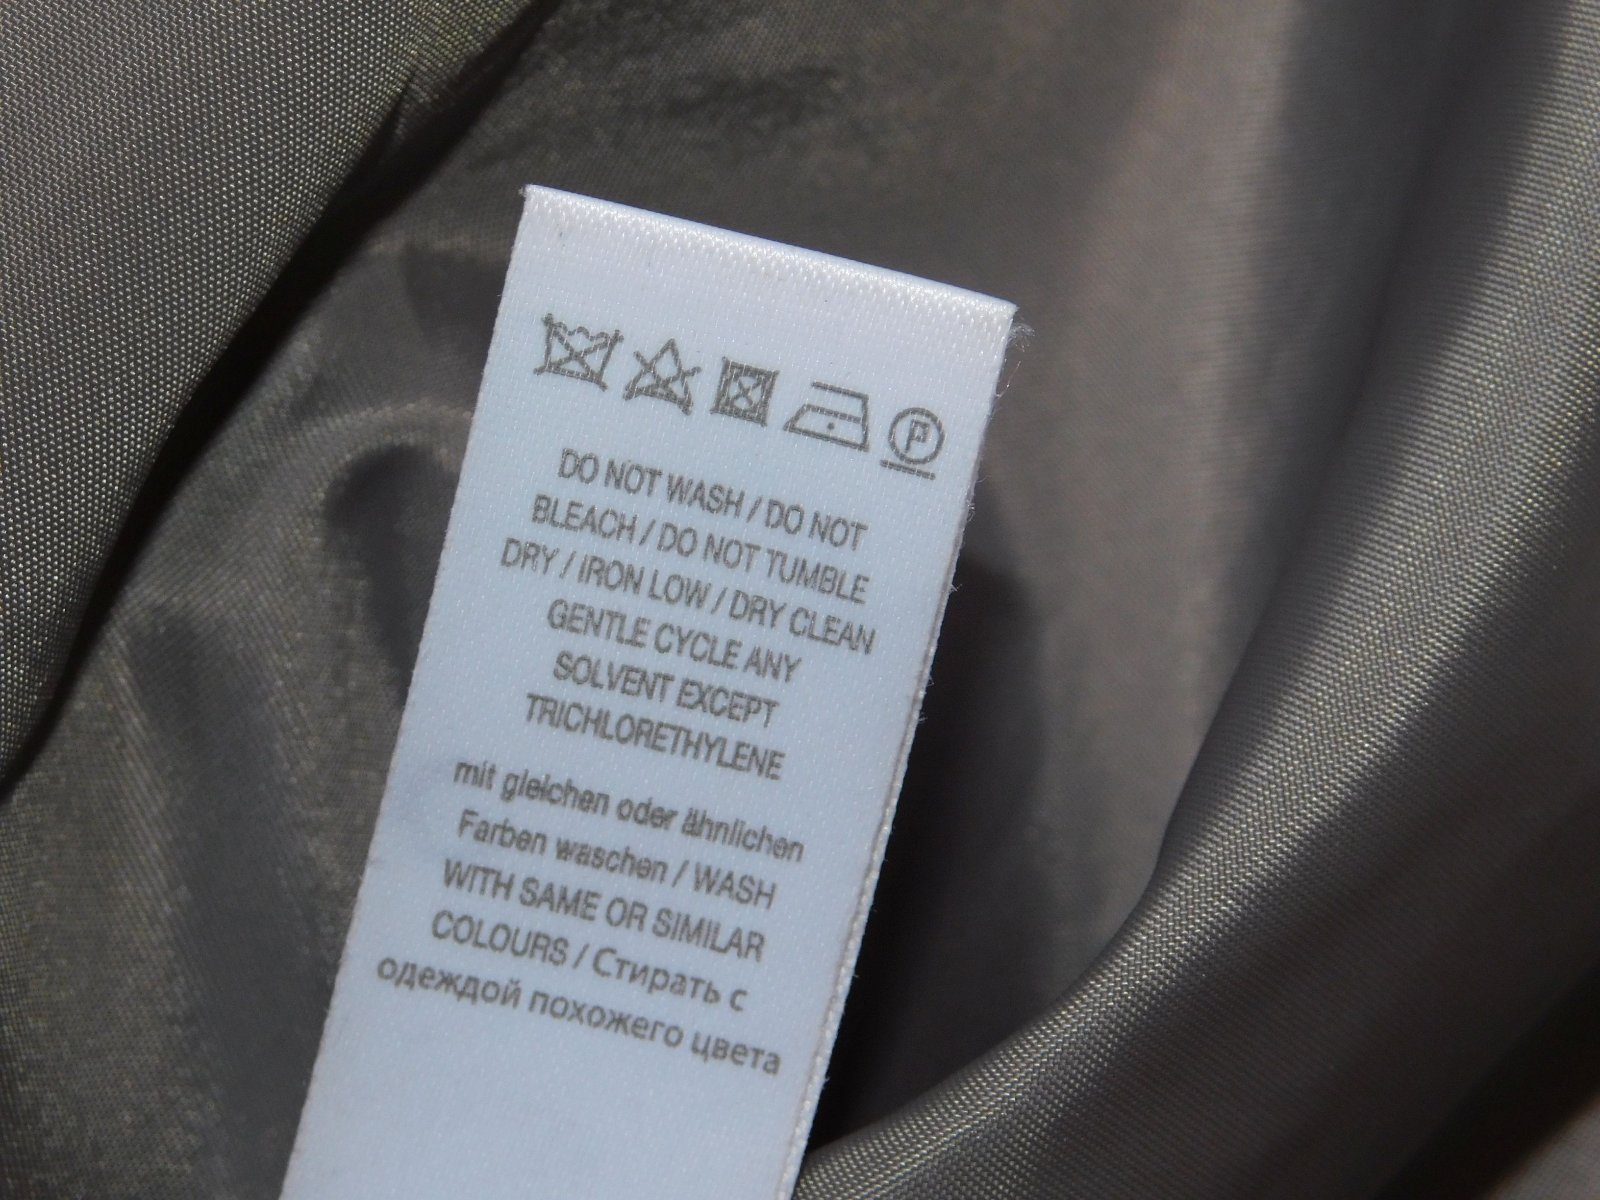 P
DO NOT WASH / DO NOT
BLEACH / DO NOT TUMBLE
DRY / IRON LOW / DRY CLEAN
GENTLE CYCLE ANY
SOLVENT EXCEPT
TRICHLORETHYLENE
mit gleichen oder ähnlichen
Farben waschen / WASH
WITH SAME OR SIMILAR
COLOURS / Стирать с
одеждой похожего цвета